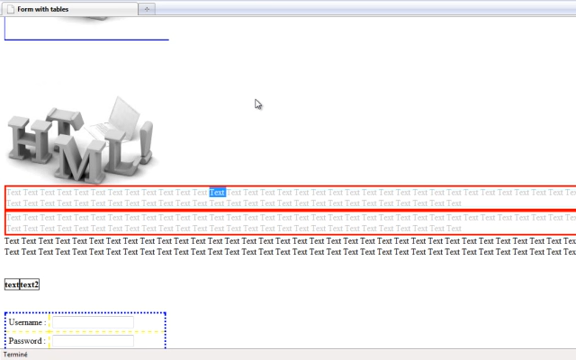 Form with tables
HTML!
Text Text Text Text Text Text Text Text Text Text Text Text Text Text Text Text Text Text Text Text Text Text Text Text Text Text Text Text Text Text Text Text Text
Text Text Text Text Text Text Text Text Text Text Text Text Text Text Text Text Text Text Text Text Text Text Text Text Text Text Text
Text Text Text Text Text Text Text Text Text Text Text Text Text Text Text Text Text Text Text Text Text Text Text Text Text Text Text Text Text Text Text Text Text
Text Text Text Text Text Text Text Text Text Text Text Text Text Text Text Text Text Text Text Text Text Text Text Text Text Text Text
Text Text Text Text Text Text Text Text Text Text Text Text Text Text Text Text Text Text Text Text Text Text Text Text Text Text Text Text Text Text Text Text Text
Text Text Text Text Text Text Text Text Text Text Text Text Text Text Text Text Text Text Text Text Text Text Text Text Text Text Text Text Text Text Text Text Text
text text2
Username :
Password :
Terminé